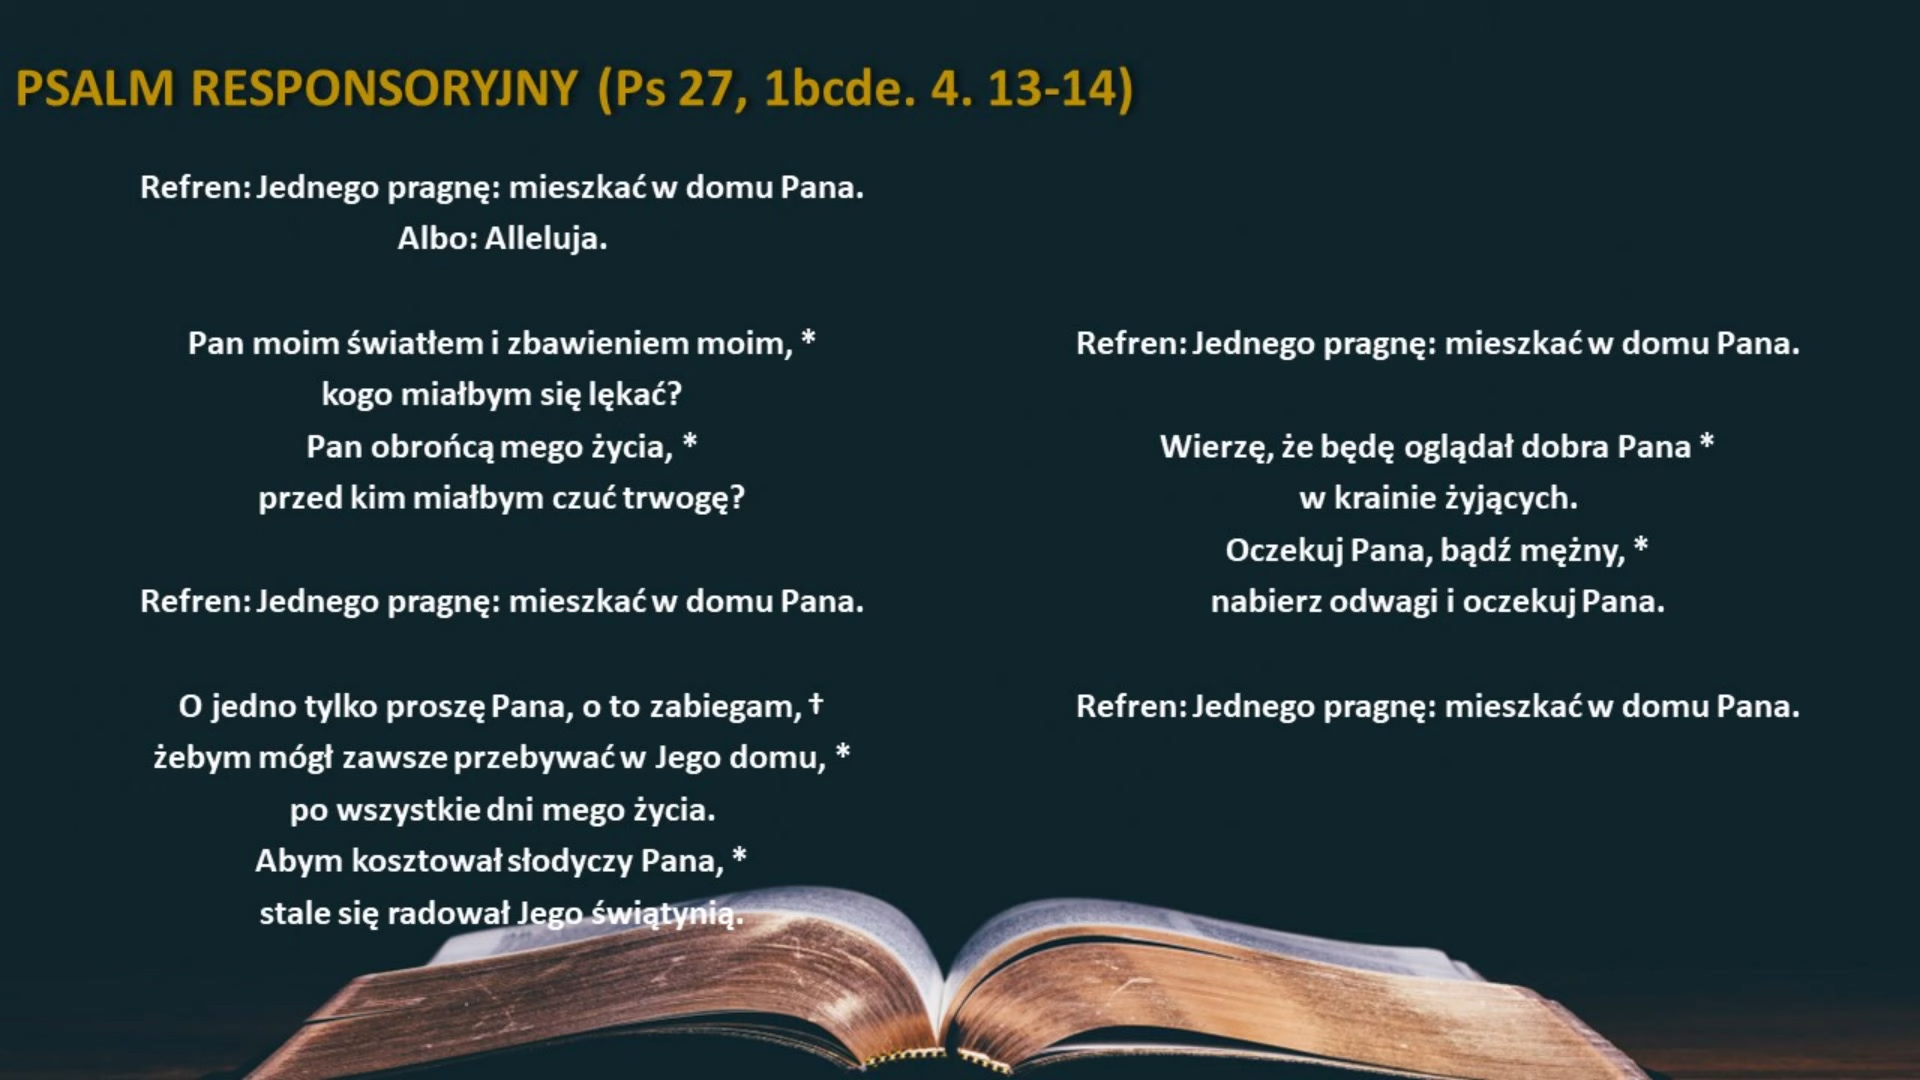 PSALM RESPONSORYJNY (Ps 27, 1bcde. 4. 13-14)
Refren: Jednego pragnę: mieszkać w domu Pana.
Albo: Alleluja.
Pan moim światłem i zbawieniem moim, *
kogo miałbym się lękać?
Pan obrońcą mego życia, *
przed kim miałbym czuć trwogę?
Refren: Jednego pragnę: mieszkać w domu Pana.
O jedno tylko proszę Pana, o to zabiegam, †
żebym mógł zawsze przebywać w Jego domu, *
po wszystkie dni mego życia.
Abym kosztował słodyczy Pana, *
stale się radował Jego świątynią.
Refren: Jednego pragnę: mieszkać w domu Pana.
Wierzę, że będę oglądał dobra Pana *
w krainie żyjących.
Oczekuj Pana, bądź mężny, *
nabierz odwagi i oczekuj Pana.
Refren: Jednego pragnę: mieszkać w domu Pana.